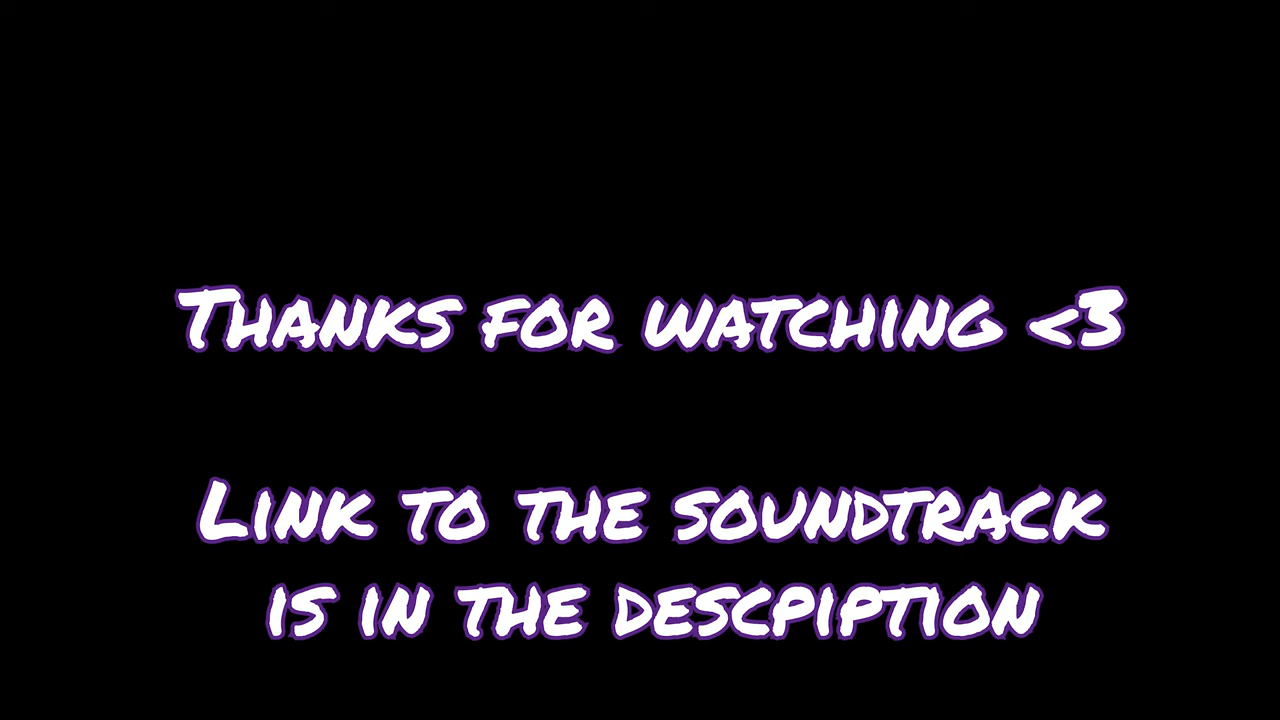 Thanks for watching <3
Link to the soundtrack
is in the descpiption